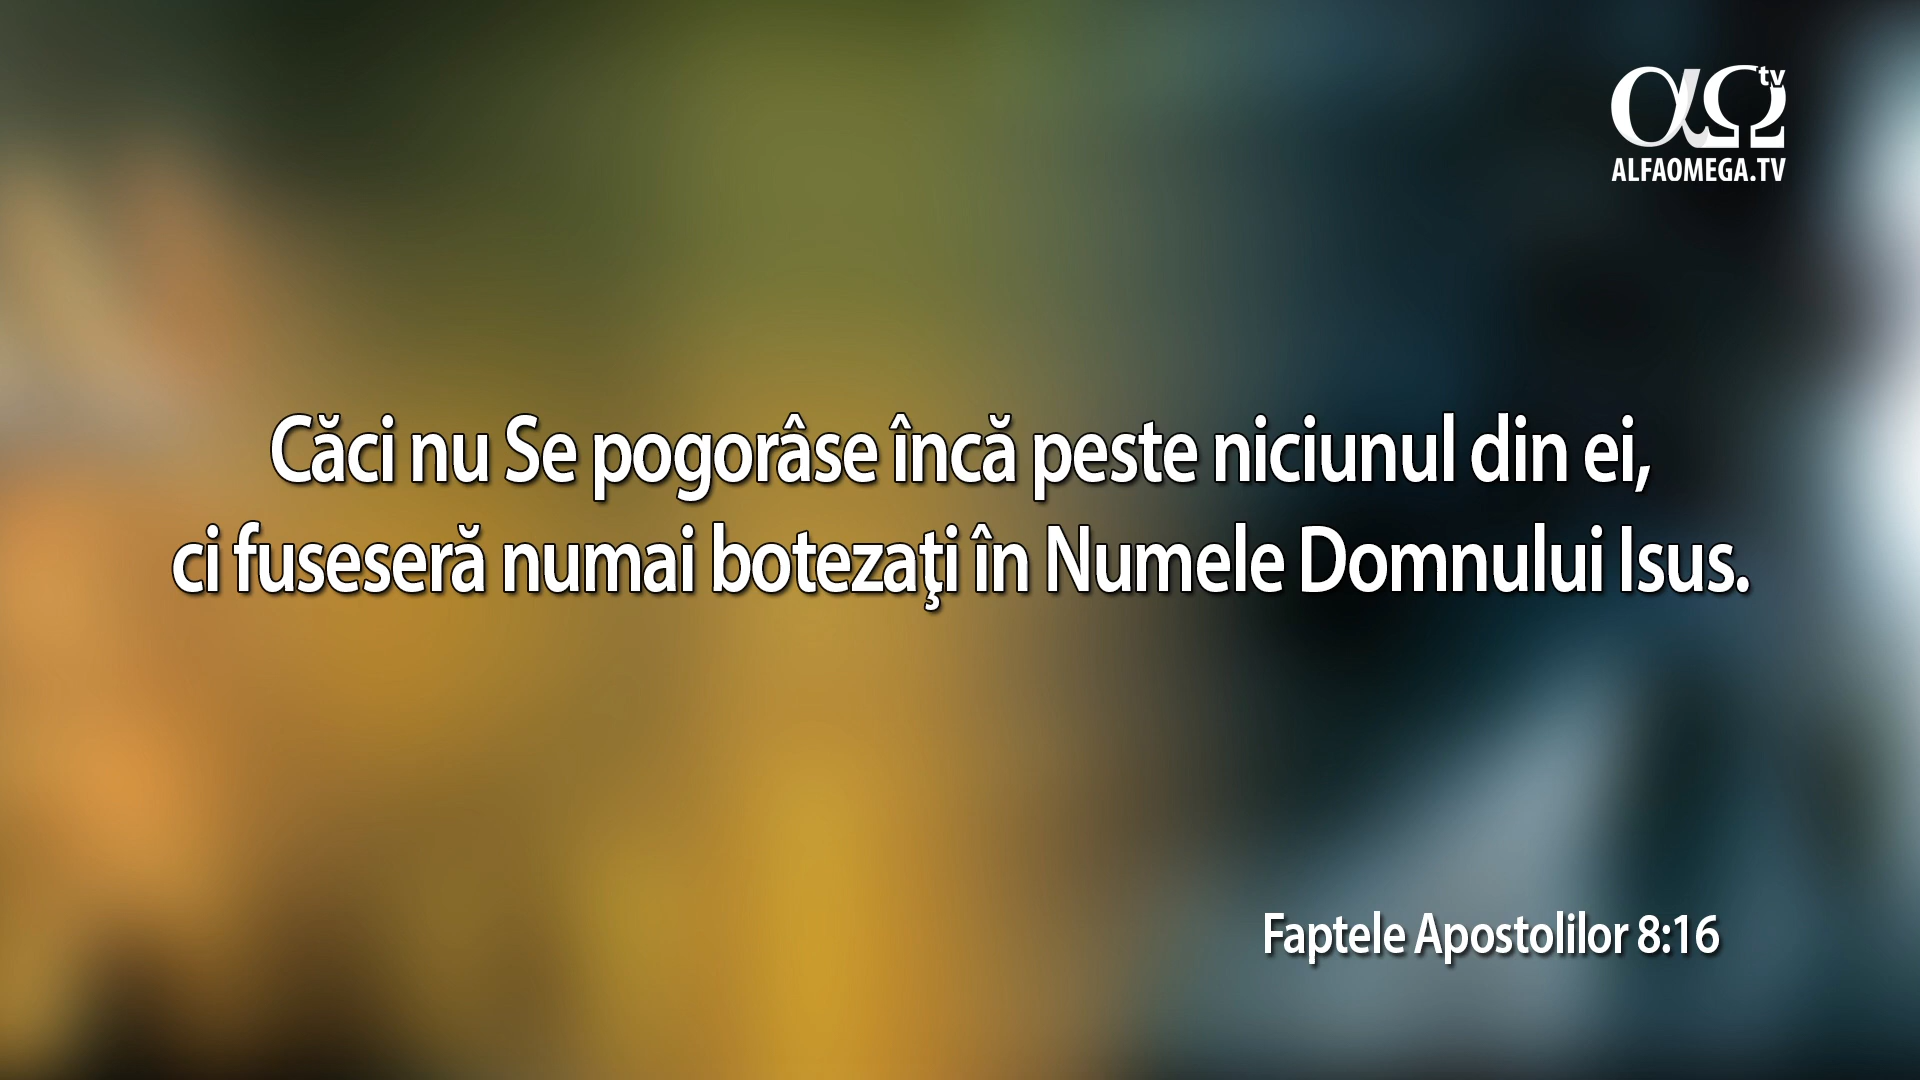 αΩ tv
ALFAOMEGA.TV
Căci nu Se pogorâse încă peste niciunul din ei,
ci fuseseră numai botezaţi în Numele Domnului Isus.
Faptele Apostolilor 8:16